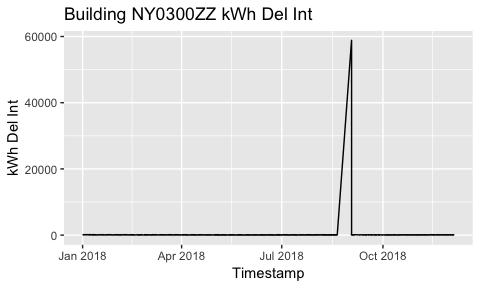 Building NY0300ZZ kWh Del Int
60000
40000
20000
0
kWh Del Int
Jan 2018
Apr 2018
Jul 2018
Oct 2018
Timestamp